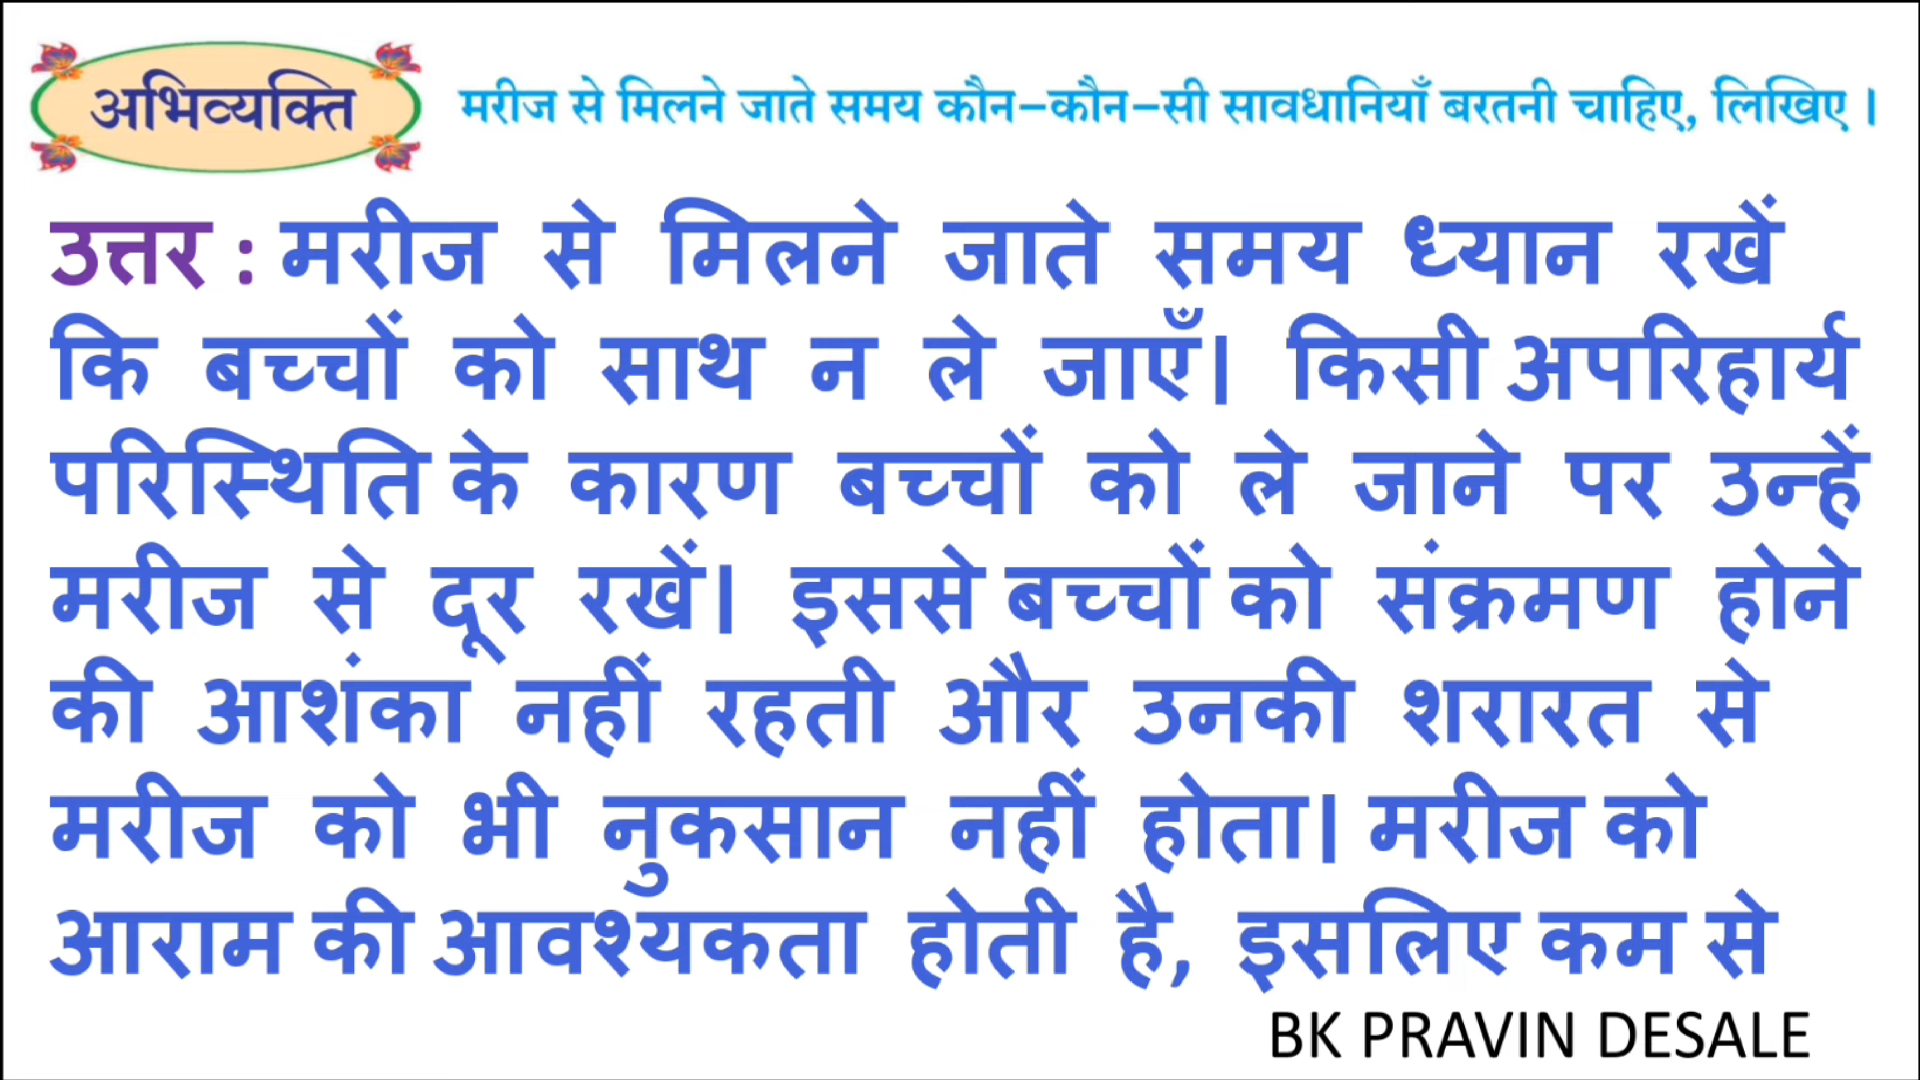 अभिव्यक्ति
मरीज से मिलने जाते समय कौन-कौन-सी सावधानियाँ बरतनी चाहिए, लिखिए ।
उत्तर : मरीज से मिलने जाते समय ध्यान रखें
कि बच्चों को साथ न ले जाएँ। किसी अपरिहार्य
परिस्थिति के कारण बच्चों को ले जाने पर उन्हें
मरीज से दूर रखें। इससे बच्चों को संक्रमण होने
की आशंका नहीं रहती और उनकी शरारत से
मरीज को भी नुकसान नहीं होता। मरीज को
आराम की आवश्यकता होती है, इसलिए कम से
BK PRAVIN DESALE